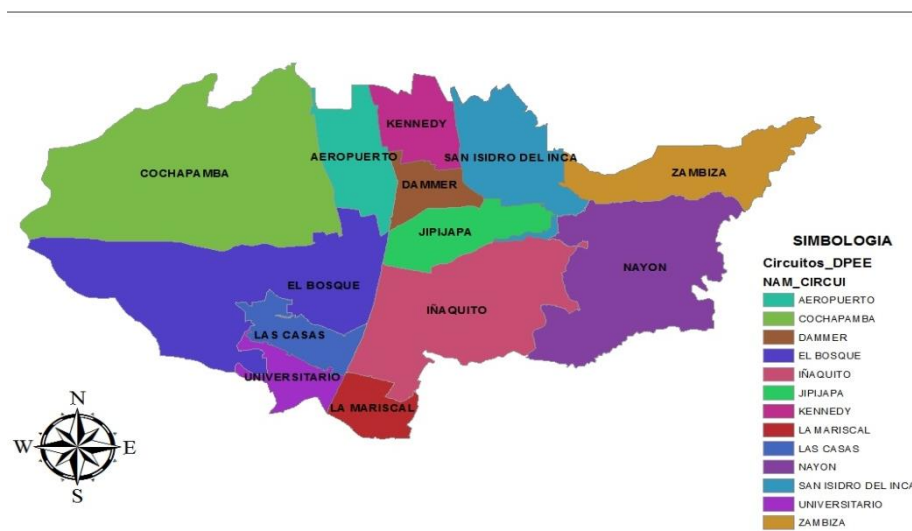 KENNEDY
AEROPUERTO
SAN ISIDRO DEL INCA
COCHAPAMBA
DAMMER
ZAMBIZA
JIPIJAPA
NAYON
EL BOSQUE
IÑAQUITO
LAS CASAS
UNIVERSITARIO
LA MARISCAL
N
W
E
S
SIMBOLOGIA
Circuitos_DPEE
NAM_CIRCUI
AEROPUERTO
COCHAPAMBA
DAMMER
EL BOSQUE
IÑAQUITO
JIPIJAPA
KENNEDY
LA MARISCAL
LAS CASAS
NAYON
SAN ISIDRO DEL INCA
UNIVERSITARIO
ZAMBIZA